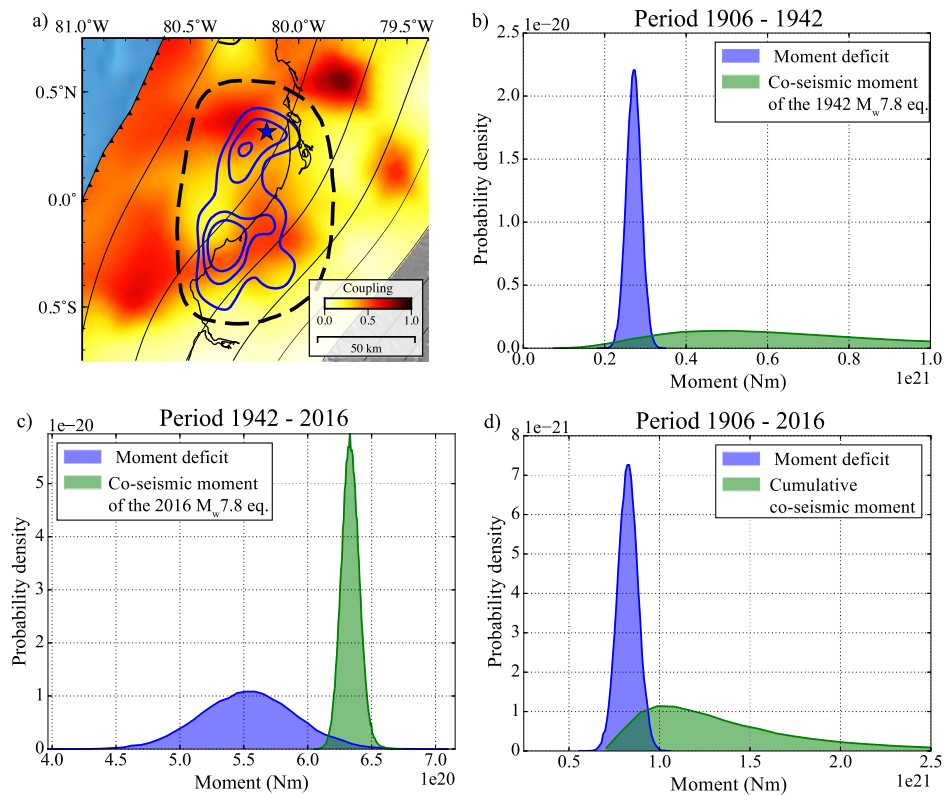 a)
81.0°W 80.5°W 80.0°W 79.5°W
0.5°N
0.0°
0.5°S
Coupling
0.0 0.5 1.0
50 km
b)
Period 1906 - 1942
1e−20
2.5
2.0
1.5
1.0
0.5
0.0
Probability density
Moment deficit
Co-seismic moment
of the 1942 Mw7.8 eq.
0.0 0.2 0.4 0.6 0.8 1.0
Moment (Nm)
1e21
c)
Period 1942 - 2016
1e−20
5
4
3
2
1
0
Probability density
Moment deficit
Co-seismic moment
of the 2016 Mw7.8 eq.
4.0 4.5 5.0 5.5 6.0 6.5 7.0
Moment (Nm)
1e20
d)
Period 1906 - 2016
1e−21
8
7
6
5
4
3
2
1
0
Probability density
Moment deficit
Cumulative
co-seismic moment
0.5 1.0 1.5 2.0 2.5
Moment (Nm)
1e21